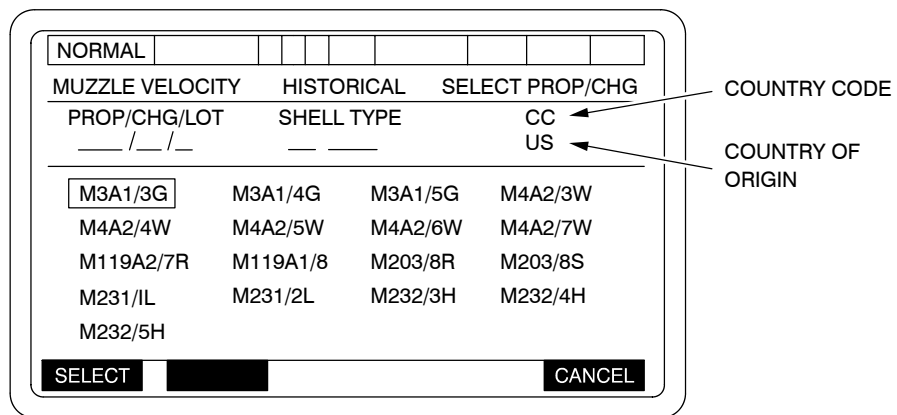 NORMAL
MUZZLE VELOCITY HISTORICAL SELECT PROP/CHG
PROP/CHG/LOT SHELL TYPE CC
____ /__ /_ __ ____ US
M3A1/3G M3A1/4G M3A1/5G M4A2/3W
M4A2/4W M4A2/5W M4A2/6W M4A2/7W
M119A2/7R M119A1/8 M203/8R M203/8S
M231/IL M231/2L M232/3H M232/4H
M232/5H
SELECT CANCEL
COUNTRY CODE
COUNTRY OF
ORIGIN